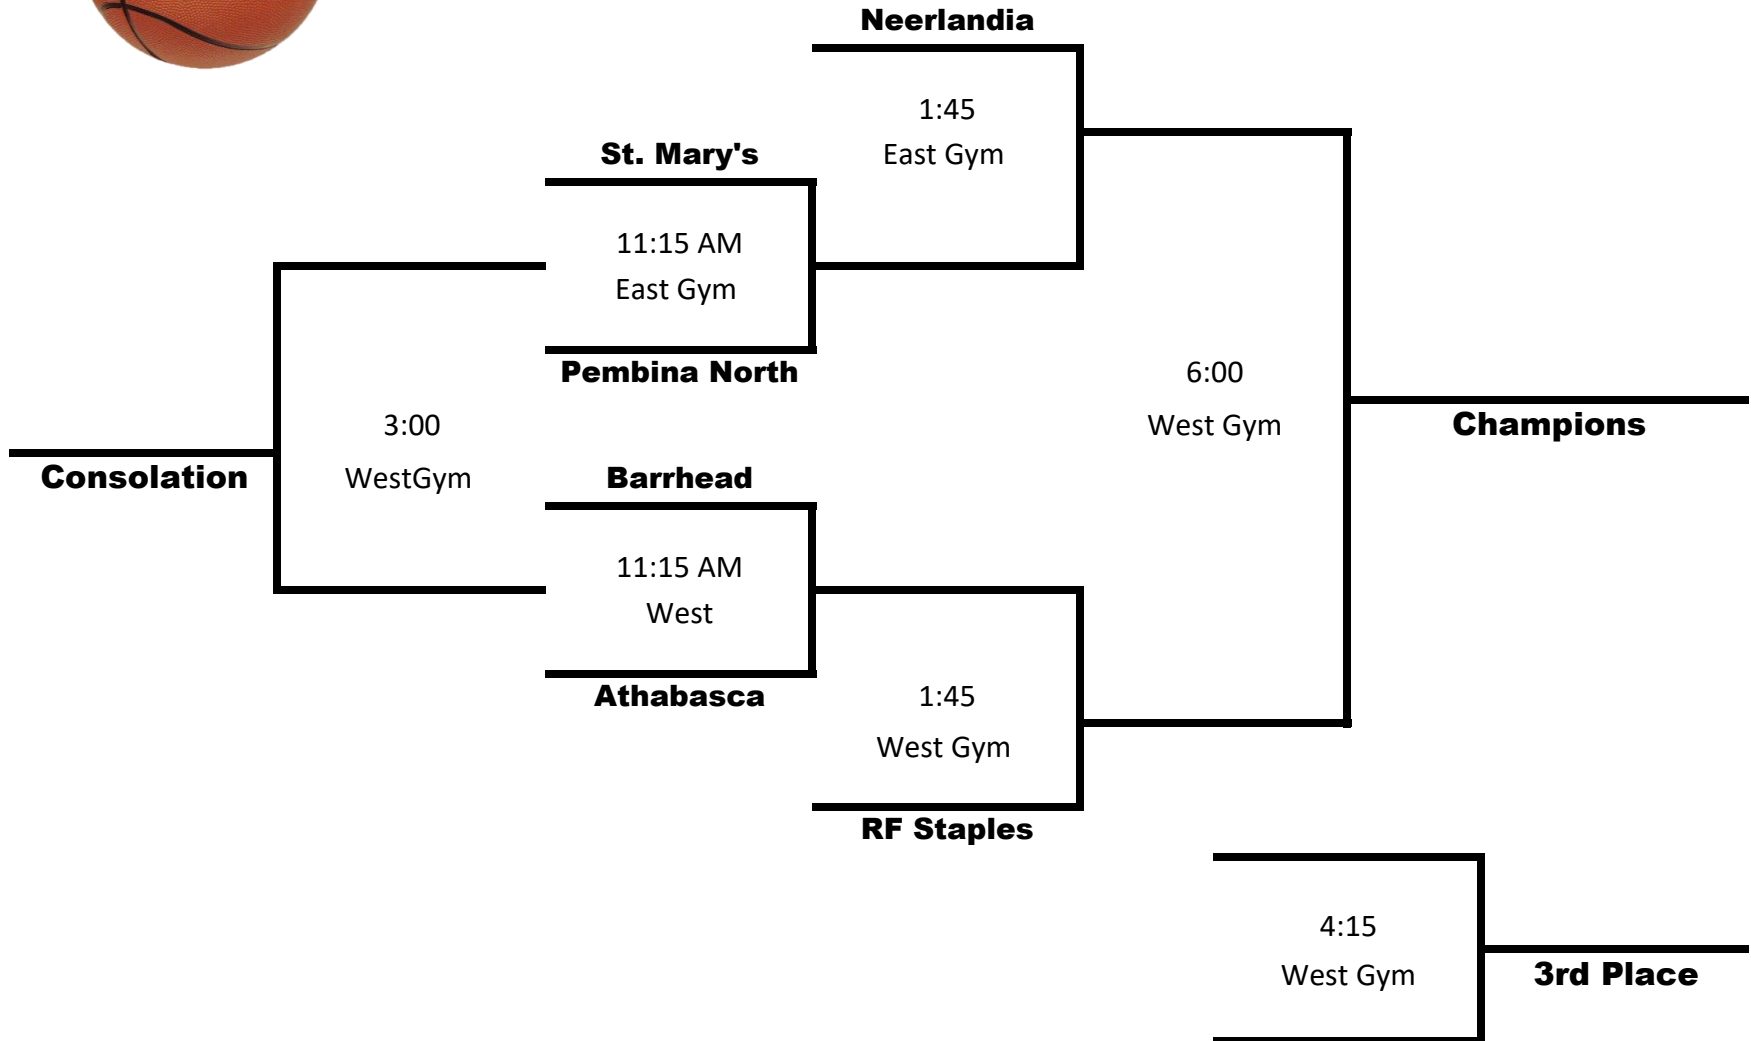 Neerlandia
1:45
East Gym
St. Mary's
11:15 AM
East Gym
Pembina North
3:00
WestGym
Consolation
6:00
West Gym
Champions
Barrhead
11:15 AM
West
Athabasca
1:45
West Gym
RF Staples
4:15
West Gym
3rd Place